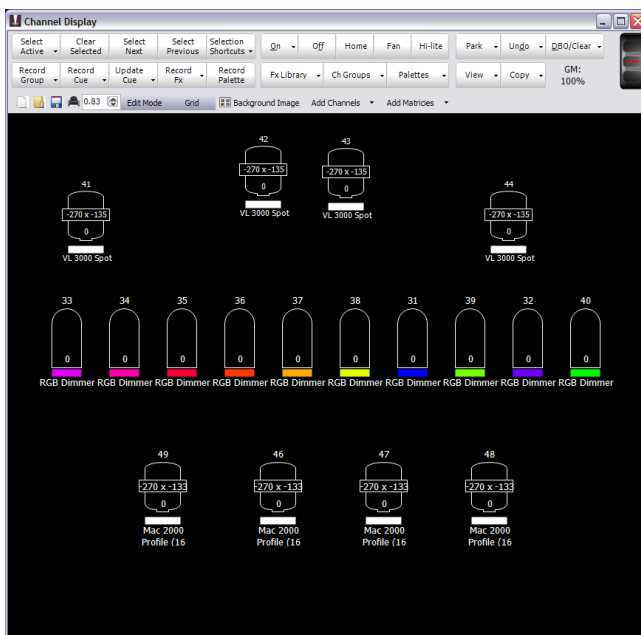 Channel Display
Select Active
Clear Selected
Select Next
Select Previous
Selection Shortcuts
On
Off
Home
Fan
Hi-lite
Park
Undo
DBO/Clear
Record Group
Record Cue
Update Cue
Record Fx
Record Palette
Fx Library
Ch Groups
Palettes
View
Copy
GM: 100%
0.83
Edit Mode
Grid
Background Image
Add Channels
Add Matricies
42
43
-270 x -135
-270 x -135
0
0
VL 3000 Spot
VL 3000 Spot
41
44
-270 x -135
-270 x -135
0
0
VL 3000 Spot
VL 3000 Spot
33 34 35 36 37 38 31 39 32 40
0 0 0 0 0 0 0 0 0 0
RGB Dimmer RGB Dimmer RGB Dimmer RGB Dimmer RGB Dimmer RGB Dimmer RGB Dimmer RGB Dimmer RGB Dimmer RGB Dimmer
49 46 47 48
-270 x -133 -270 x -133 -270 x -133 -270 x -133
0 0 0 0
Mac 2000 Mac 2000 Mac 2000 Mac 2000
Profile (16 Profile (16 Profile (16 Profile (16